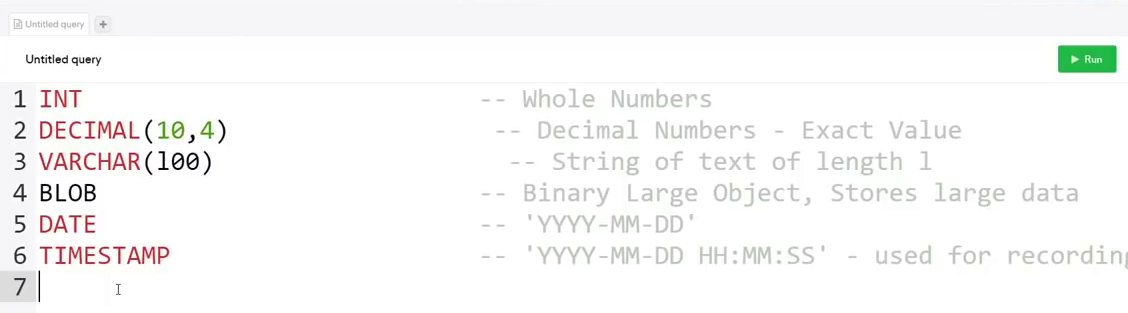 Untitled query +
Untitled query
Run
1 INT -- Whole Numbers
2 DECIMAL(10,4) -- Decimal Numbers - Exact Value
3 VARCHAR(l00) -- String of text of length l
4 BLOB -- Binary Large Object, Stores large data
5 DATE -- 'YYYY-MM-DD'
6 TIMESTAMP -- 'YYYY-MM-DD HH:MM:SS' - used for recording
7